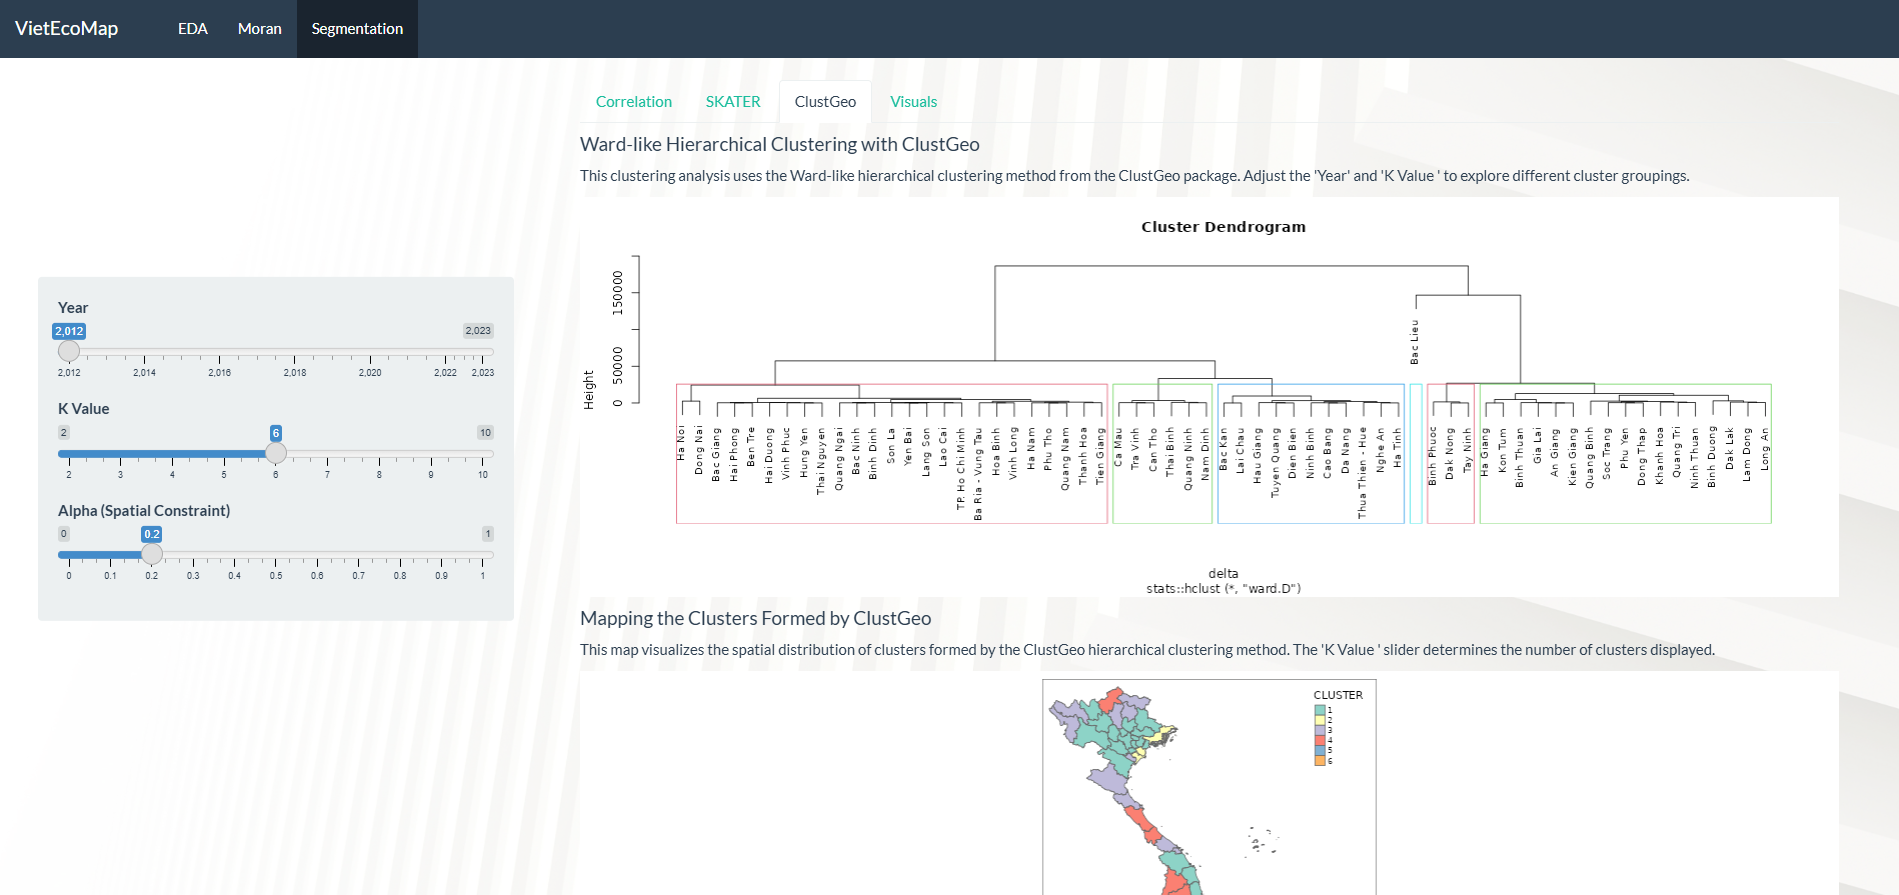 VietEcoMap EDA Moran Segmentation
Correlation SKATER ClustGeo Visuals
Ward-like Hierarchical Clustering with ClustGeo
This clustering analysis uses the Ward-like hierarchical clustering method from the ClustGeo package. Adjust the 'Year' and 'K Value ' to explore different cluster groupings.
Year
2,012 2,023
2,012 2,014 2,016 2,018 2,020 2,022 2,023
K Value
2 6 10
2 3 4 5 6 7 8 9 10
Alpha (Spatial Constraint)
0 0.2 1
0 0.1 0.2 0.3 0.4 0.5 0.6 0.7 0.8 0.9 1
Cluster Dendrogram
Height
0 50000 150000
Ha Noi
Dong Nai
Bac Giang
Hai Phong
Ben Tre
Hai Duong
Vinh Phuc
Hung Yen
Thai Nguyen
Quang Ngai
Bac Ninh
Binh Dinh
Son La
Yen Bai
Lang Son
Lao Cai
TP. Ho Chi Minh
Ba Ria - Vung Tau
Hoa Binh
Vinh Long
Ha Nam
Phu Tho
Quang Nam
Thanh Hoa
Tien Giang
Ca Mau
Tra Vinh
Can Tho
Thai Binh
Quang Ninh
Nam Dinh
Bac Kan
Lai Chau
Hau Giang
Tuyen Quang
Dien Bien
Ninh Binh
Cao Bang
Da Nang
Thua Thien - Hue
Nghe An
Ha Tinh
Bac Lieu
Binh Phuoc
Dak Nong
Tay Ninh
Ha Giang
Kon Tum
Binh Thuan
Gia Lai
An Giang
Kien Giang
Quang Binh
Soc Trang
Phu Yen
Dong Thap
Khanh Hoa
Quang Tri
Ninh Thuan
Binh Duong
Dak Lak
Lam Dong
Long An
delta
stats::hclust (*, "ward.D")
Mapping the Clusters Formed by ClustGeo
This map visualizes the spatial distribution of clusters formed by the ClustGeo hierarchical clustering method. The 'K Value ' slider determines the number of clusters displayed.
CLUSTER
1
2
3
4
5
6